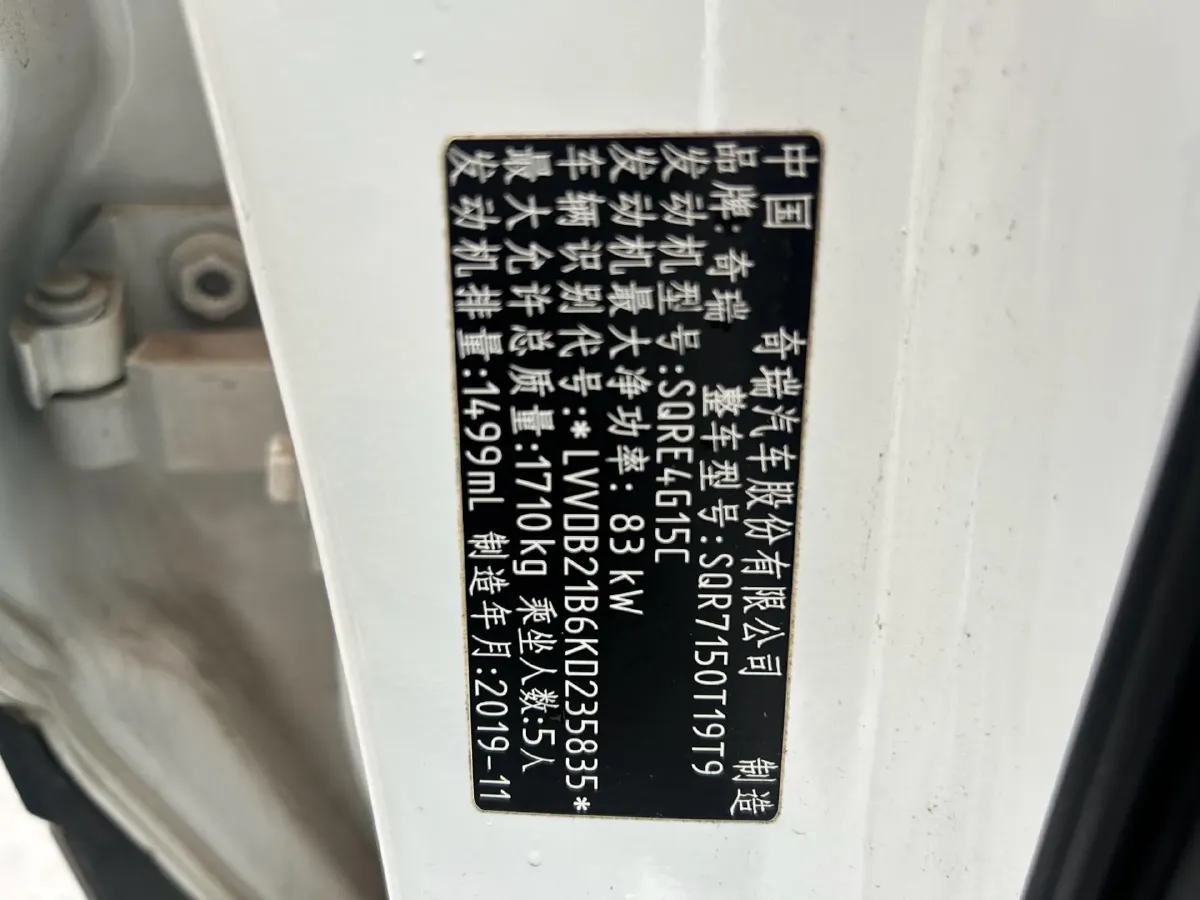 中国 奇瑞汽车股份有限公司 制造
品牌:奇瑞 整车型号:SQR7150T19T9
发动机型号:SQRE4G15C
发动机最大净功率: 83 kW
车辆识别代号:*LVVDB21B6KD235835*
最大允许总质量:1710kg 乘坐人数:5人
发动机排量:1499mL 制造年月:2019-11